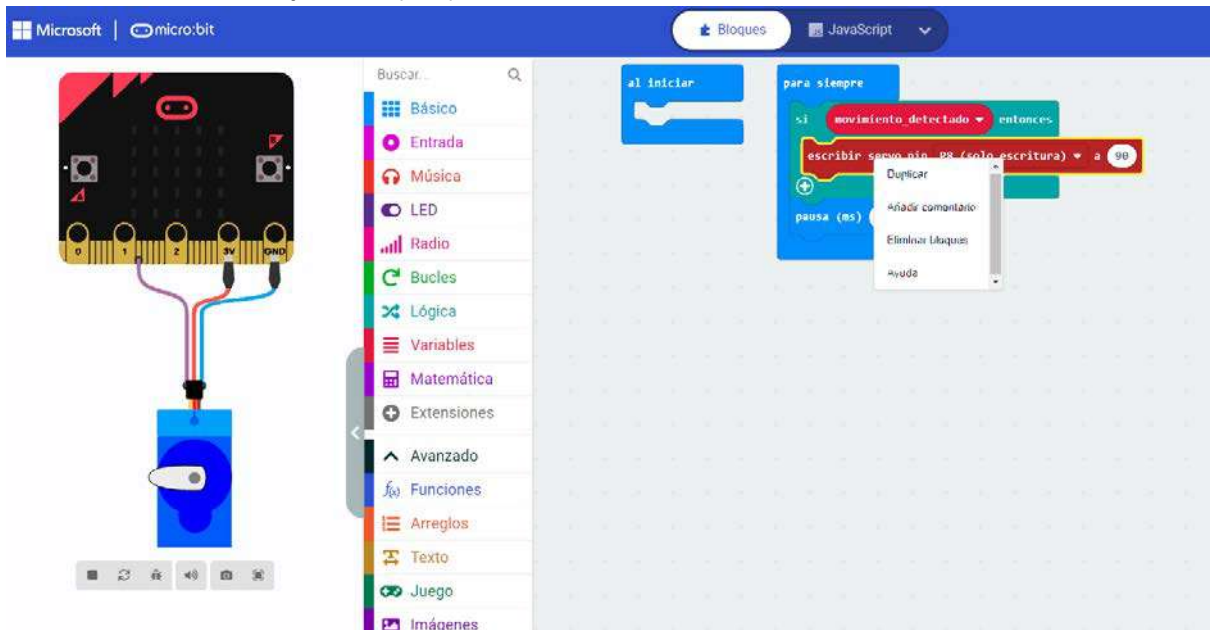 Microsoft
micro:bit
Bloques
JavaScript
0
1
2
3V
GND
Buscar...
Básico
Entrada
Música
LED
Radio
Bucles
Lógica
Variables
Matemática
Extensiones
Avanzado
Funciones
Arreglos
Texto
Juego
Imágenes
al iniciar
para siempre
si movimiento_detectado entonces
escribir servo pin P8 (solo escritura) a 90
pausa (ms)
Duplicar
Añadir comentario
Eliminar bloques
Ayuda